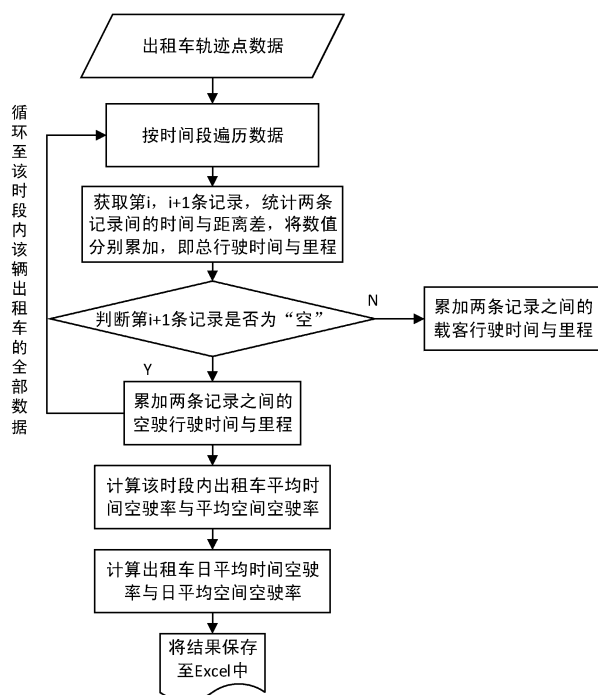 出租车轨迹点数据
循环至该时段内该辆出租车的全部数据
按时间段遍历数据
获取第i，i+1条记录，统计两条
记录间的时间与距离差，将数值
分别累加，即总行驶时间与里程
判断第i+1条记录是否为“空”
N
累加两条记录之间的
载客行驶时间与里程
Y
累加两条记录之间的
空驶行驶时间与里程
计算该时段内出租车平均时
间空驶率与平均空间空驶率
计算出租车日平均时间空驶
率与日平均空间空驶率
将结果保存
至Excel中